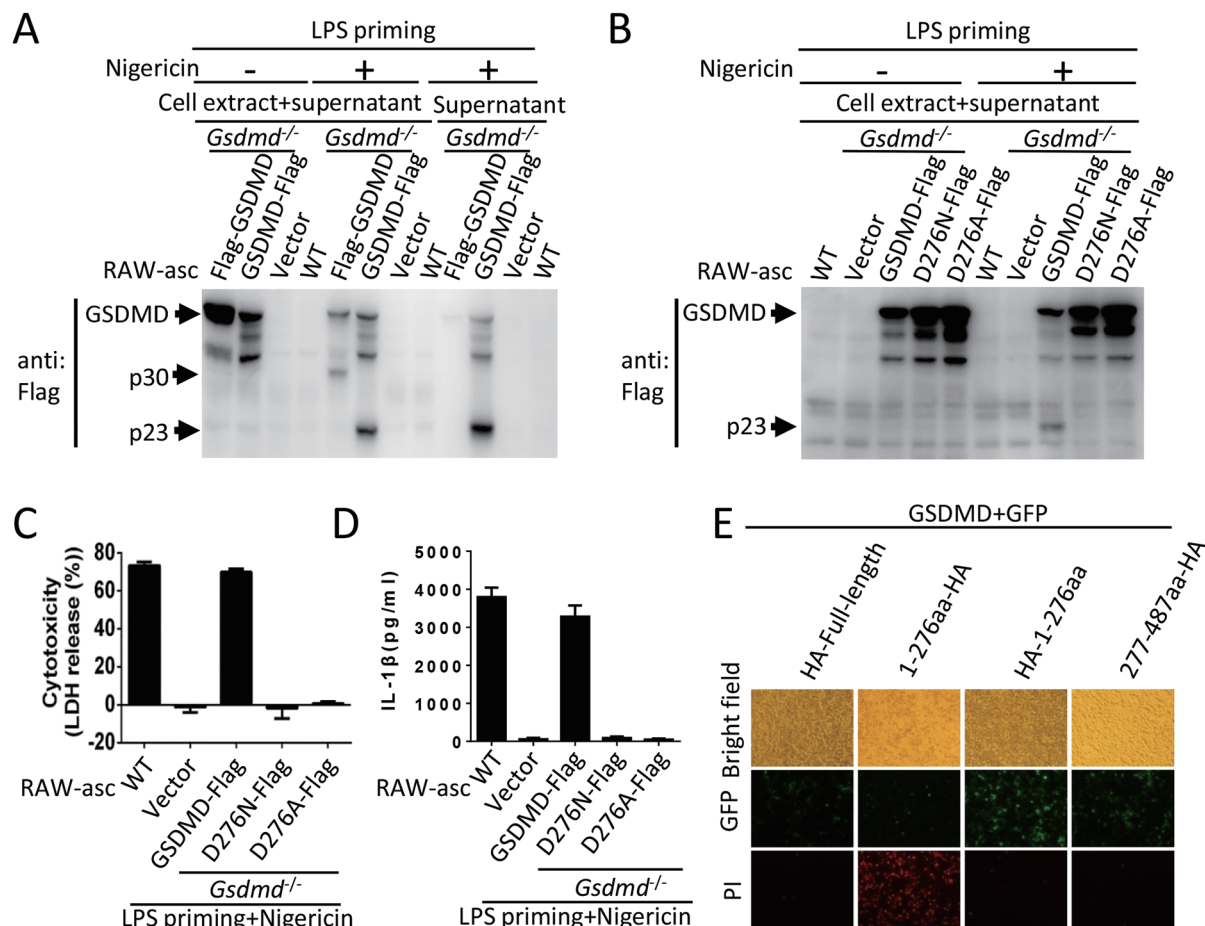 A
LPS priming
Nigericin - + +
Cell extract+supernatant Supernatant
Gsdmd-/- Gsdmd-/- Gsdmd-/-
Flag-GSDMD GSDMD-Flag Vector WT Flag-GSDMD GSDMD-Flag Vector WT Flag-GSDMD GSDMD-Flag Vector WT
RAW-asc
GSDMD
anti:
Flag
p30
p23
B
LPS priming
Nigericin - +
Cell extract+supernatant
Gsdmd-/- Gsdmd-/-
WT Vector GSDMD-Flag D276N-Flag D276A-Flag WT Vector GSDMD-Flag D276N-Flag D276A-Flag
RAW-asc
GSDMD
anti:
Flag
p23
C
Cytotoxicity
(LDH release (%))
80
60
40
20
0
-20
RAW-asc WT Vector GSDMD-Flag D276N-Flag D276A-Flag
Gsdmd-/-
LPS priming+Nigericin
D
IL-1β(pg/ml)
5000
4000
3000
2000
1000
0
RAW-asc WT Vector GSDMD-Flag D276N-Flag D276A-Flag
Gsdmd-/-
LPS priming+Nigericin
E
GSDMD+GFP
HA-Full-length 1-276aa-HA HA-1-276aa 277-487aa-HA
Bright field
GFP
PI